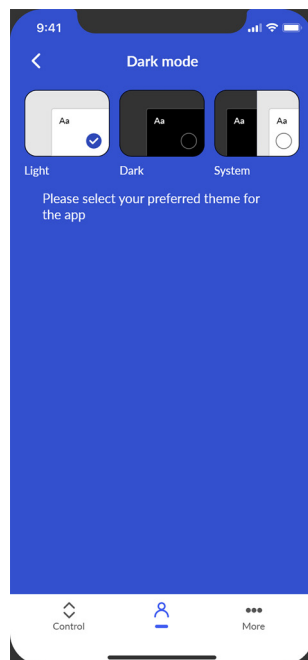 9:41
Dark mode
Aa
Aa
Aa
Aa
Light
Dark
System
Please select your preferred theme for
the app
Control
More